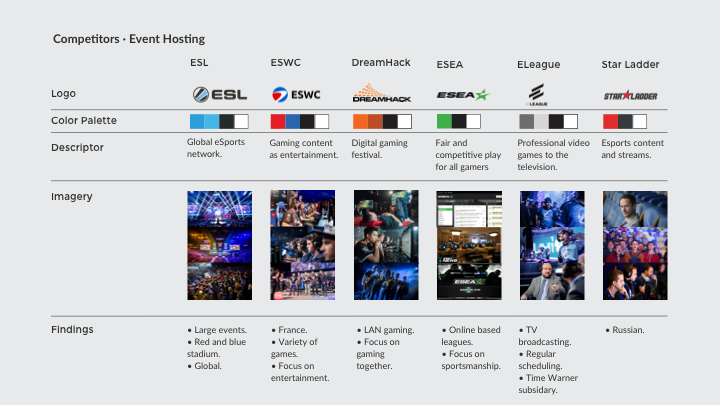 Competitors · Event Hosting
ESL ESWC DreamHack ESEA ELeague Star Ladder
Logo
ESL ESWC DREAMHACK ESEA ELEAGUE STAR LADDER
Color Palette
Descriptor
Global eSports
network.
Gaming content
as entertainment.
Digital gaming
festival.
Fair and
competitive play
for all gamers
Professional video
games to the
television.
Esports content
and streams.
Imagery
NEWS
ESEA
Findings
• Large events.
• Red and blue
stadium.
• Global.
• France.
• Variety of
games.
• Focus on
entertainment.
• LAN gaming.
• Focus on
gaming
together.
• Online based
leagues.
• Focus on
sportsmanship.
• TV
broadcasting.
• Regular
scheduling.
• Time Warner
subsidary.
• Russian.